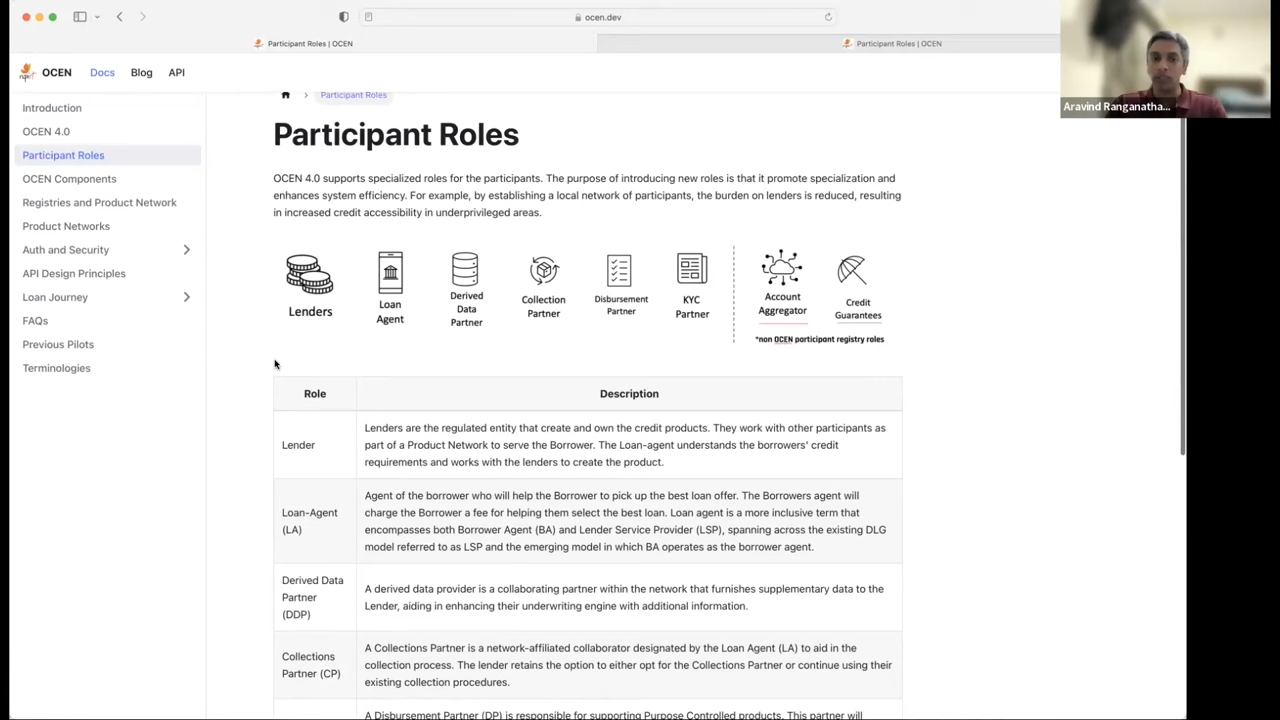 ocen.dev
Participant Roles | OCEN
Participant Roles | OCEN
Aravind Ranganatha...
OCEN
Docs
Blog
API
Introduction
OCEN 4.0
Participant Roles
OCEN Components
Registries and Product Network
Product Networks
Auth and Security
API Design Principles
Loan Journey
FAQs
Previous Pilots
Terminologies
Participant Roles
Participant Roles
OCEN 4.0 supports specialized roles for the participants. The purpose of introducing new roles is that it promote specialization and
enhances system efficiency. For example, by establishing a local network of participants, the burden on lenders is reduced, resulting
in increased credit accessibility in underprivileged areas.
Lenders
Loan
Agent
Derived
Data
Partner
Collection
Partner
Disbursement
Partner
KYC
Partner
Account
Aggregator
Credit
Guarantees
*non OCEN participant registry roles
Role
Description
Lender
Lenders are the regulated entity that create and own the credit products. They work with other participants as
part of a Product Network to serve the Borrower. The Loan-agent understands the borrowers' credit
requirements and works with the lenders to create the product.
Loan-Agent
(LA)
Agent of the borrower who will help the Borrower to pick up the best loan offer. The Borrowers agent will
charge the Borrower a fee for helping them select the best loan. Loan agent is a more inclusive term that
encompasses both Borrower Agent (BA) and Lender Service Provider (LSP), spanning across the existing DLG
model referred to as LSP and the emerging model in which BA operates as the borrower agent.
Derived Data
Partner
(DDP)
A derived data provider is a collaborating partner within the network that furnishes supplementary data to the
Lender, aiding in enhancing their underwriting engine with additional information.
Collections
Partner (CP)
A Collections Partner is a network-affiliated collaborator designated by the Loan Agent (LA) to aid in the
collection process. The lender retains the option to either opt for the Collections Partner or continue using their
existing collection procedures.
A Disbursement Partner (DP) is responsible for supporting Purpose Controlled products. This partner will